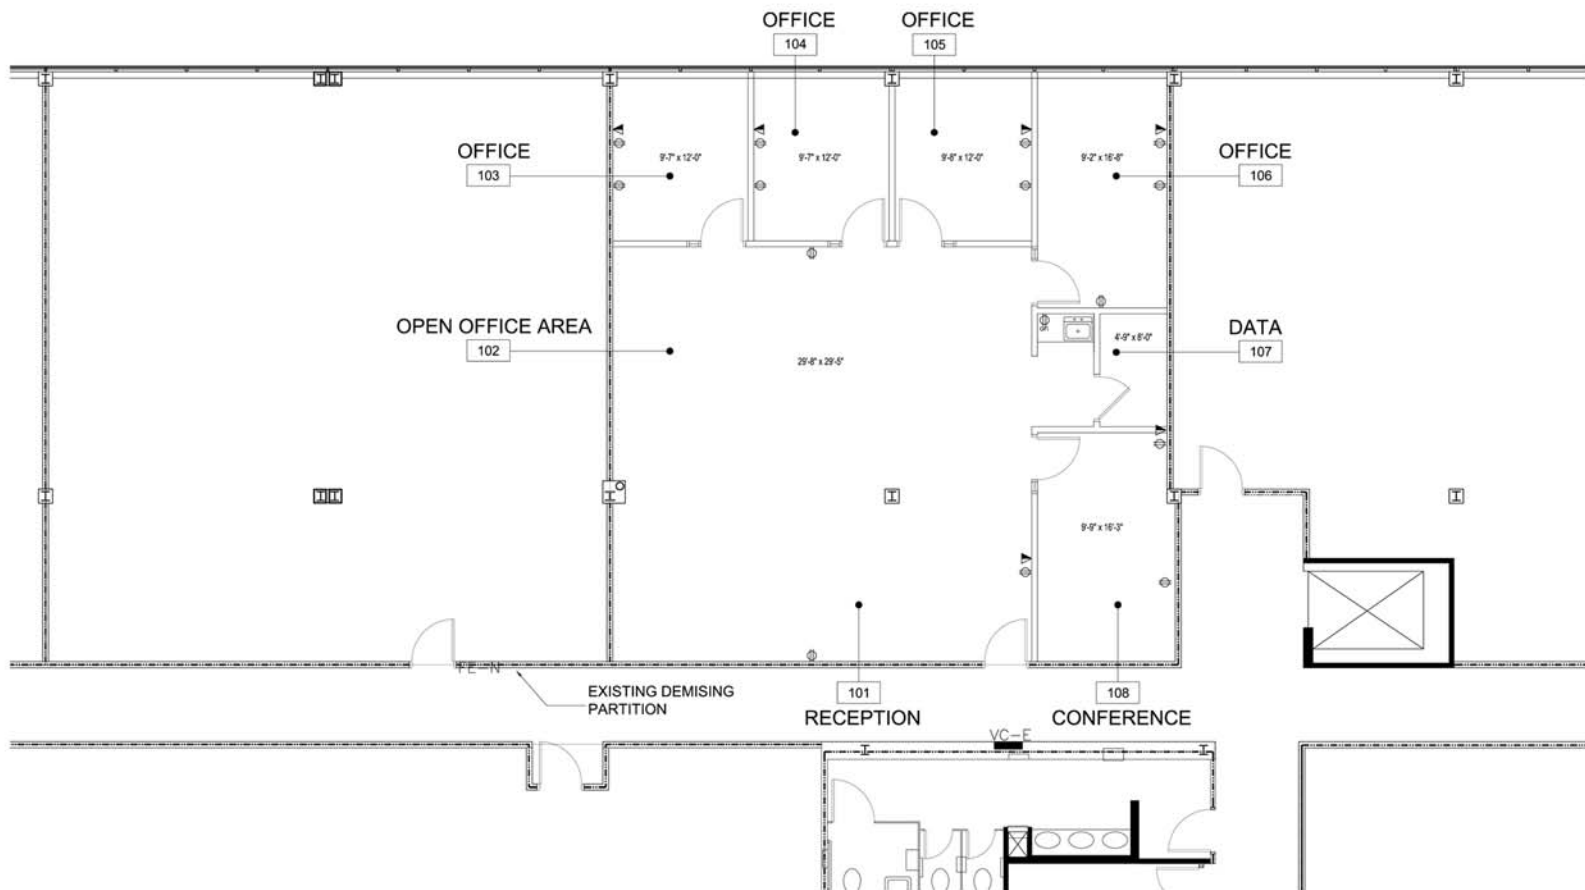 OFFICE
104
OFFICE
105
OFFICE
103
9'-7" x 12'-0"
9'-7" x 12'-0"
9'-8" x 12'-0"
9'-2" x 16'-8"
OFFICE
106
OPEN OFFICE AREA
102
29'-8" x 29'-5"
4'-9" x 8'-0"
DATA
107
9'-9" x 16'-3"
FE-N
EXISTING DEMISING
PARTITION
101
RECEPTION
108
CONFERENCE
VC-E